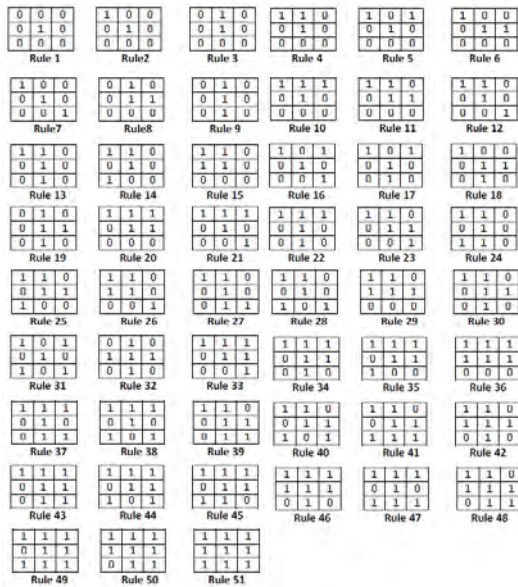 0 0 0 1 0 0 0 1 0 1 1 0 1 0 1 1 0 0
0 1 0 0 1 0 0 1 0 0 1 0 0 1 0 0 1 1
0 0 0 0 0 0 0 0 0 0 0 0 0 0 0 0 0 0
Rule 1 Rule2 Rule 3 Rule 4 Rule 5 Rule 6
1 0 0 0 1 0 0 1 0 1 1 1 1 1 0 1 1 0
0 1 0 0 1 1 0 1 0 0 1 0 0 1 1 0 1 0
0 0 1 0 0 0 0 1 0 0 0 0 0 0 0 0 0 1
Rule7 Rule8 Rule 9 Rule 10 Rule 11 Rule 12
1 1 0 1 1 0 1 1 0 1 0 1 1 0 1 1 0 0
0 1 0 0 1 0 1 1 0 0 1 0 0 1 0 0 1 1
0 1 0 1 0 0 0 0 0 0 0 1 0 1 0 0 1 0
Rule 13 Rule 14 Rule 15 Rule 16 Rule 17 Rule 18
0 1 0 1 1 1 1 1 1 1 1 1 1 1 0 1 1 0
0 1 1 0 1 1 0 1 0 0 1 0 0 1 1 0 1 0
0 1 0 0 0 0 0 0 1 0 1 0 0 0 1 1 1 0
Rule 19 Rule 20 Rule 21 Rule 22 Rule 23 Rule 24
1 1 0 1 1 0 1 1 0 1 1 0 1 1 0 1 1 0
0 1 1 0 1 1 0 1 0 0 1 0 1 1 1 0 1 1
1 0 0 0 0 1 0 1 1 1 0 1 0 0 0 0 1 0
Rule 25 Rule 26 Rule 27 Rule 28 Rule 29 Rule 30
1 0 1 0 1 0 1 1 1 1 1 1 1 1 1 1 1 1
0 1 0 1 1 1 0 1 1 0 1 1 0 1 1 1 1 1
1 0 1 0 1 0 0 0 1 0 1 0 1 0 0 0 0 0
Rule 31 Rule 32 Rule 33 Rule 34 Rule 35 Rule 36
1 1 1 1 1 1 1 1 0 1 1 0 1 1 0 1 1 0
0 1 0 0 1 0 0 1 1 0 1 1 0 1 1 1 1 1
0 1 1 1 0 1 0 1 1 1 0 1 1 1 1 0 1 0
Rule 37 Rule 38 Rule 39 Rule 40 Rule 41 Rule 42
1 1 1 1 1 1 1 1 1 1 1 1 1 1 1 1 1 0
0 1 1 0 1 1 0 1 1 1 1 1 0 1 0 1 1 1
0 1 1 1 0 1 1 1 0 0 1 0 1 1 1 1 1 1
Rule 43 Rule 44 Rule 45 Rule 46 Rule 47 Rule 48
1 1 1 1 1 1 1 1 1
0 1 1 1 1 1 1 1 1
1 1 1 0 1 1 1 1 1
Rule 49 Rule 50 Rule 51